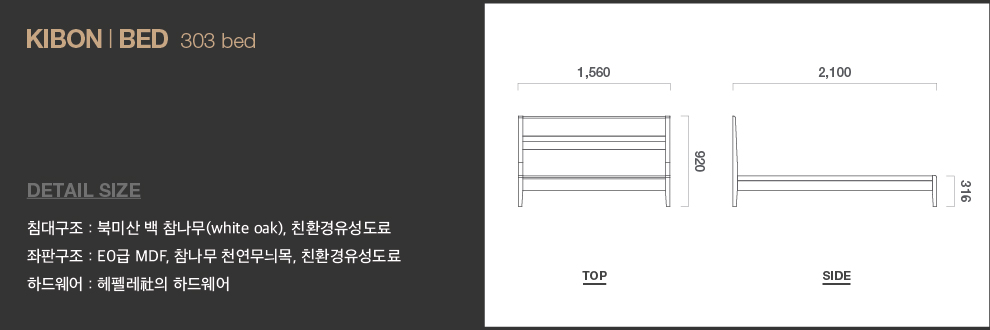 KIBON | BED 303 bed
DETAIL SIZE
침대구조 : 북미산 백 참나무(white oak), 친환경유성도료
좌판구조 : E0급 MDF, 참나무 천연무늬목, 친환경유성도료
하드웨어 : 헤펠레社의 하드웨어
1,560
2,100
920
316
TOP
SIDE